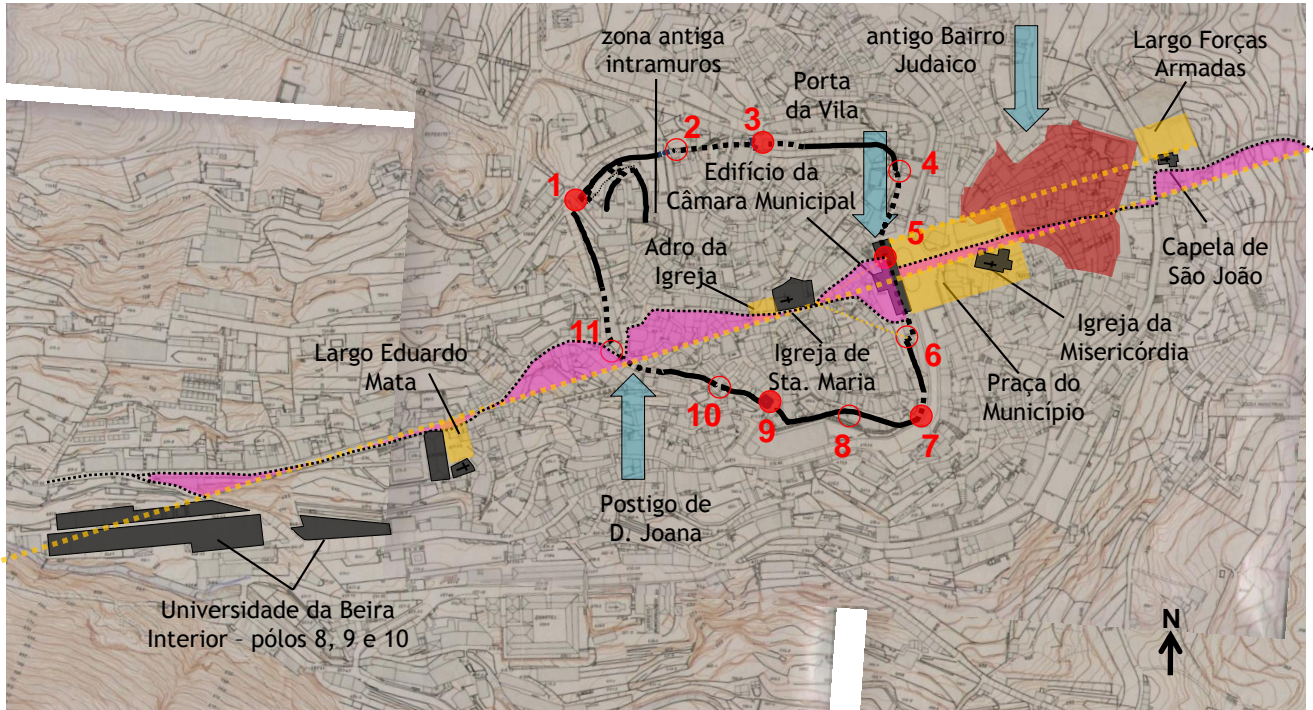 zona antiga
intramuros
antigo Bairro
Judaico
Largo Forças
Armadas
Porta
da Vila
1
2
3
4
Edifício da
Câmara Municipal
Adro da
Igreja
5
Capela de
São João
11
Largo Eduardo
Mata
Igreja de
Sta. Maria
6
Igreja da
Misericórdia
Praça do
Município
10
9
8
7
Postigo de
D. Joana
Universidade da Beira
Interior – pólos 8, 9 e 10
N